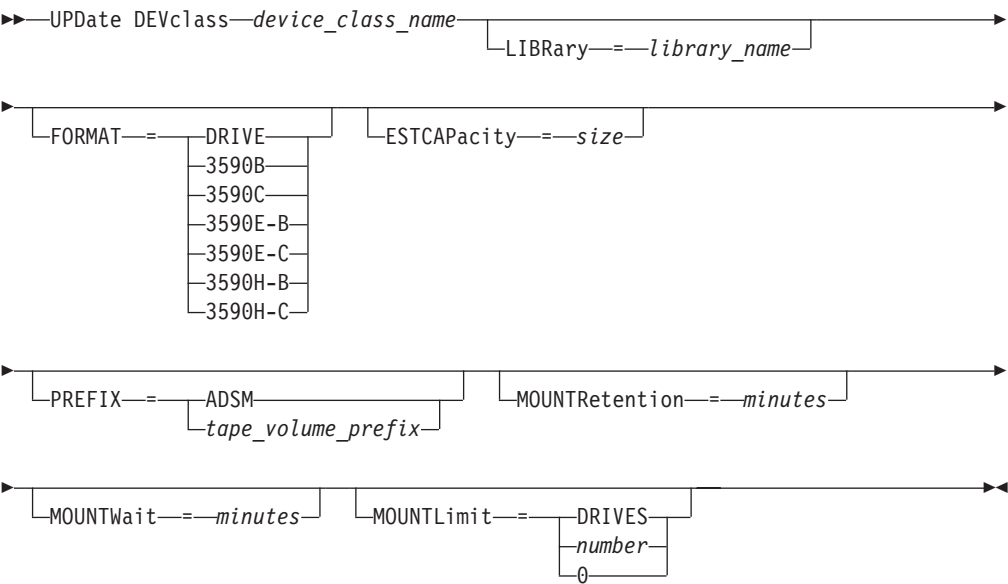 UPDate DEVclass device_class_name
LIBRary = library_name
FORMAT = DRIVE
3590B
3590C
3590E-B
3590E-C
3590H-B
3590H-C
ESTCAPacity = size
PREFIX = ADSM
tape_volume_prefix
MOUNTRetention = minutes
MOUNTWait = minutes
MOUNTLimit = DRIVES
number
0